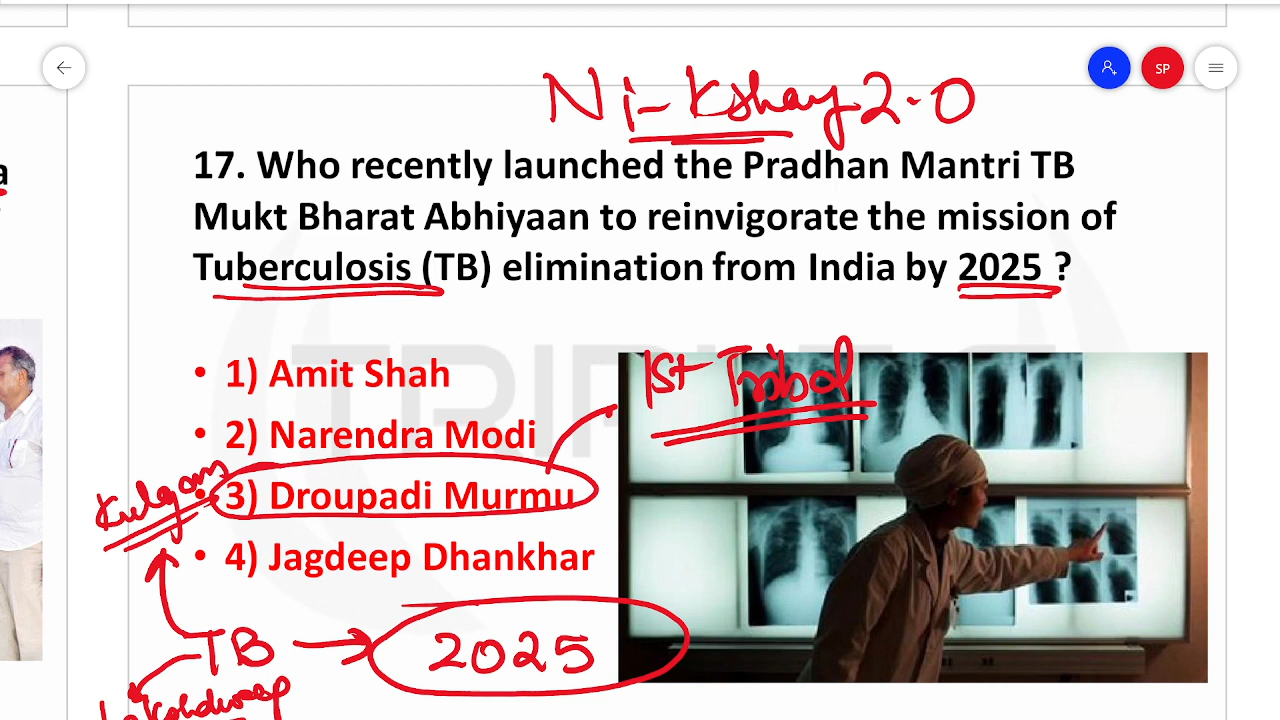 SP
Ni-Kshay 2.0
a
17. Who recently launched the Pradhan Mantri TB
Mukt Bharat Abhiyaan to reinvigorate the mission of
Tuberculosis (TB) elimination from India by 2025 ?
1st Tribal
• 1) Amit Shah
• 2) Narendra Modi
• 3) Droupadi Murmu
Kulgam
• 4) Jagdeep Dhankhar
TB → 2025